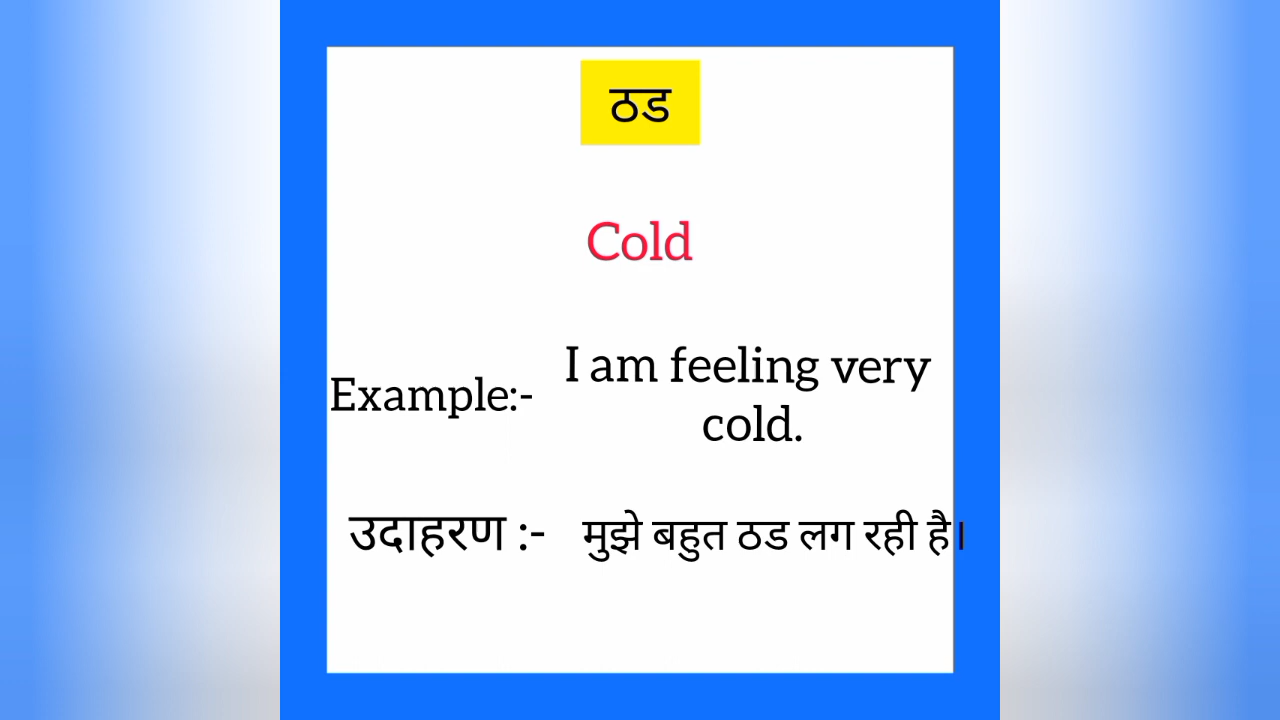 ठड
Cold
Example:- I am feeling very
cold.
उदाहरण :- मुझे बहुत ठड लग रही है।